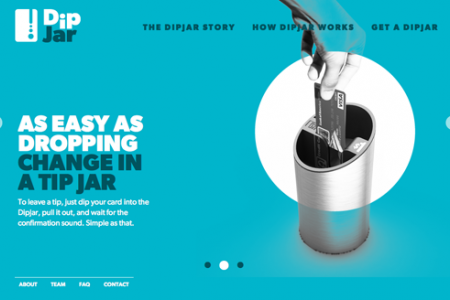 Dip
Jar
THE DIPJAR STORY HOW DIPJAR WORKS GET A DIPJAR
VISA
AS EASY AS
DROPPING
CHANGE IN
A TIP JAR
To leave a tip, just dip your card into the
Dipjar, pull it out, and wait for the
confirmation sound. Simple as that.
ABOUT TEAM FAQ CONTACT